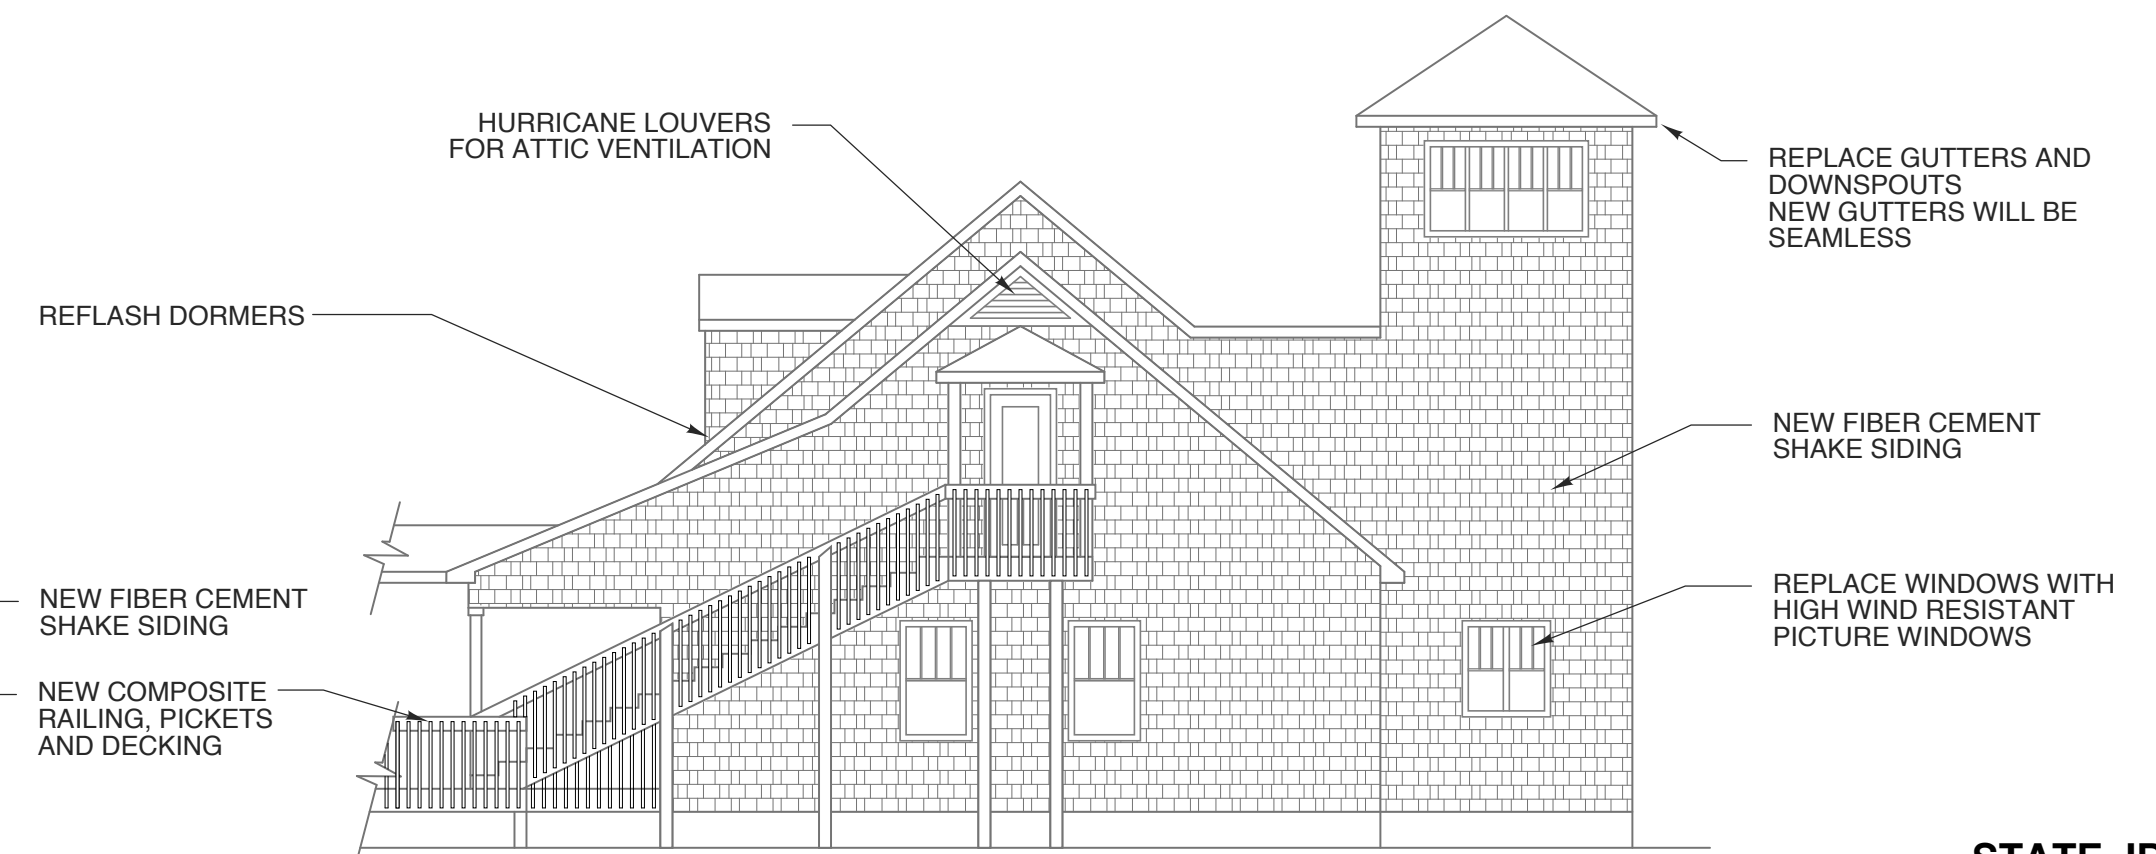 HURRICANE LOUVERS
FOR ATTIC VENTILATION
REPLACE GUTTERS AND
DOWNSPOUTS
NEW GUTTERS WILL BE
SEAMLESS
REFLASH DORMERS
NEW FIBER CEMENT
SHAKE SIDING
NEW FIBER CEMENT
SHAKE SIDING
REPLACE WINDOWS WITH
HIGH WIND RESISTANT
PICTURE WINDOWS
NEW COMPOSITE
RAILING, PICKETS
AND DECKING
STATE